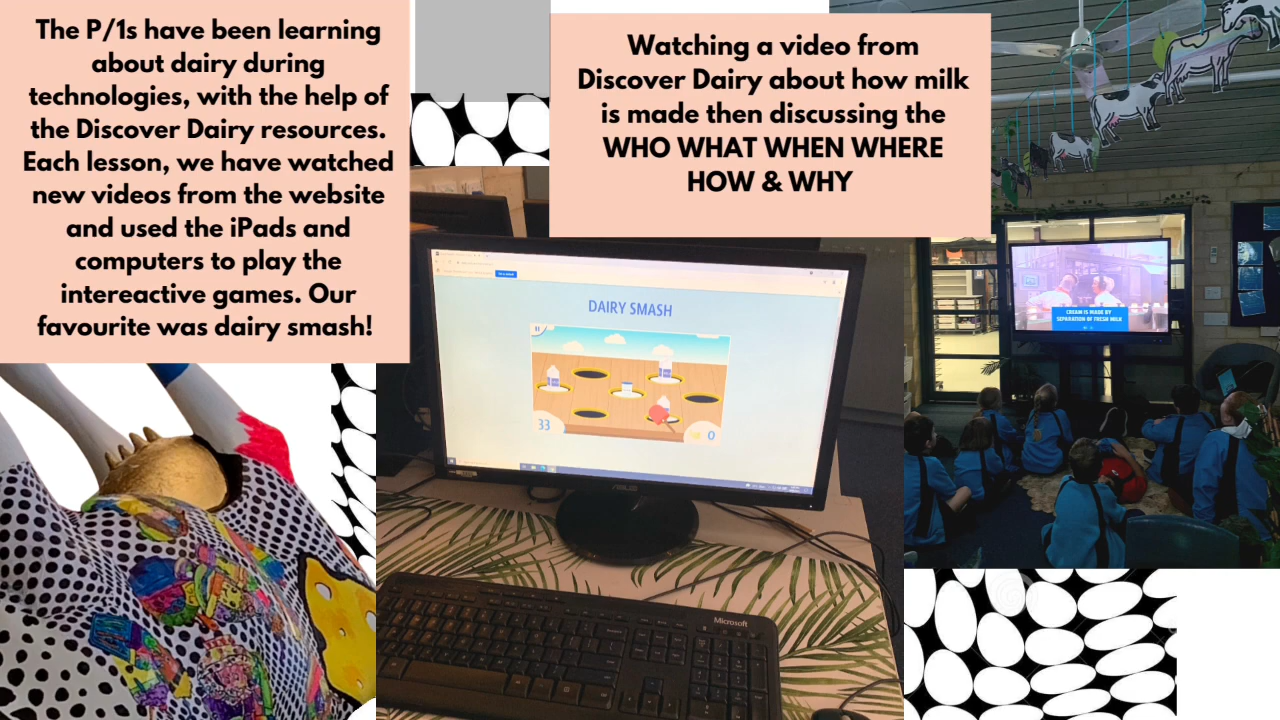 The P/1s have been learning
about dairy during
technologies, with the help of
the Discover Dairy resources.
Each lesson, we have watched
new videos from the website
and used the iPads and
computers to play the
intereactive games. Our
favourite was dairy smash!
Watching a video from
Discover Dairy about how milk
is made then discussing the
WHO WHAT WHEN WHERE
HOW & WHY
DAIRY SMASH
33
0
ASUS
Microsoft
CREAM IS MADE BY
SEPARATION OF FRESH MILK